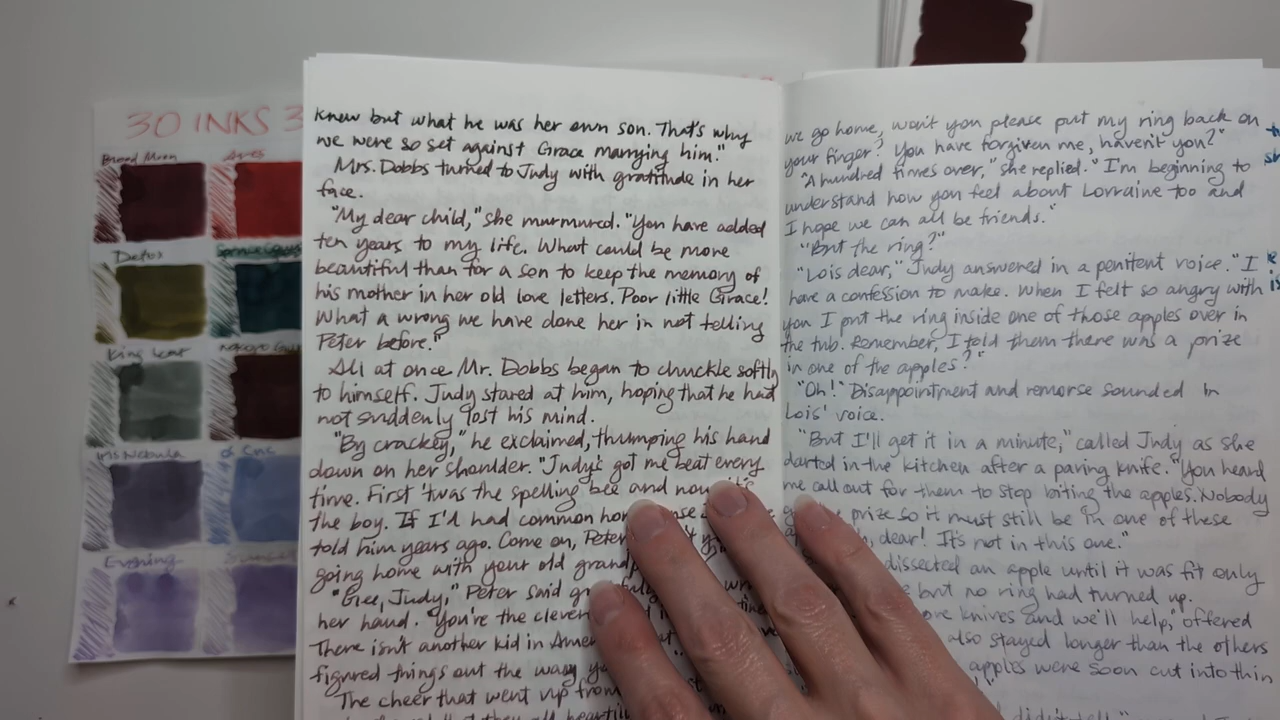 30 INKS 3
Blood Moon
Ares
Detox
King Lear
Iris Nebula
Evening
knew but what he was her own son. That's why
we were so set against Grace marrying him."
Mrs. Dobbs turned to Judy with gratitude in her
face.
"My dear child," she murmured. "You have added
ten years to my life. What could be more
beautiful than for a son to keep the memory of
his mother in her old love letters. Poor little Grace!
What a wrong we have done her in not telling
Peter before."
All at once Mr. Dobbs began to chuckle softly
to himself. Judy stared at him, hoping that he had
not suddenly lost his mind.
"By crackey," he exclaimed, thumping his hand
down on her shoulder. "Judy's got me beat every
time. First 'twas the spelling bee and now it's
the boy. If I'd had common
told him years ago. Come on, Peter
going home with your old
"Gee, Judy," Peter said
her hand. "You're the
There isn't another kid in
figured things out the way
The cheer that went up from
we go home, won't you please put my ring back on
your finger? You have forgiven me, haven't you?"
"A hundred times over," she replied. "I'm beginning to
understand how you feel about Lorraine too and
I hope we can all be friends."
"But the ring?"
"Lois dear," Judy answered in a penitent voice. "I
have a confession to make. When I felt so angry with
you I put the ring inside one of those apples over in
the tub. Remember, I told them there was a prize
in one of the apples?"
"Oh!" Disappointment and remorse sounded in
Lois' voice.
"But I'll get it in a minute," called Judy as she
darted in the kitchen after a paring knife. "You heard
me call out for them to stop biting the apples. Nobody
prize so it must still be in one of these
dear! It's not in this one."
dissected an apple until it was fit only
but no ring had turned up.
knives and we'll help," offered
also stayed longer than the others
apples were soon cut into thin